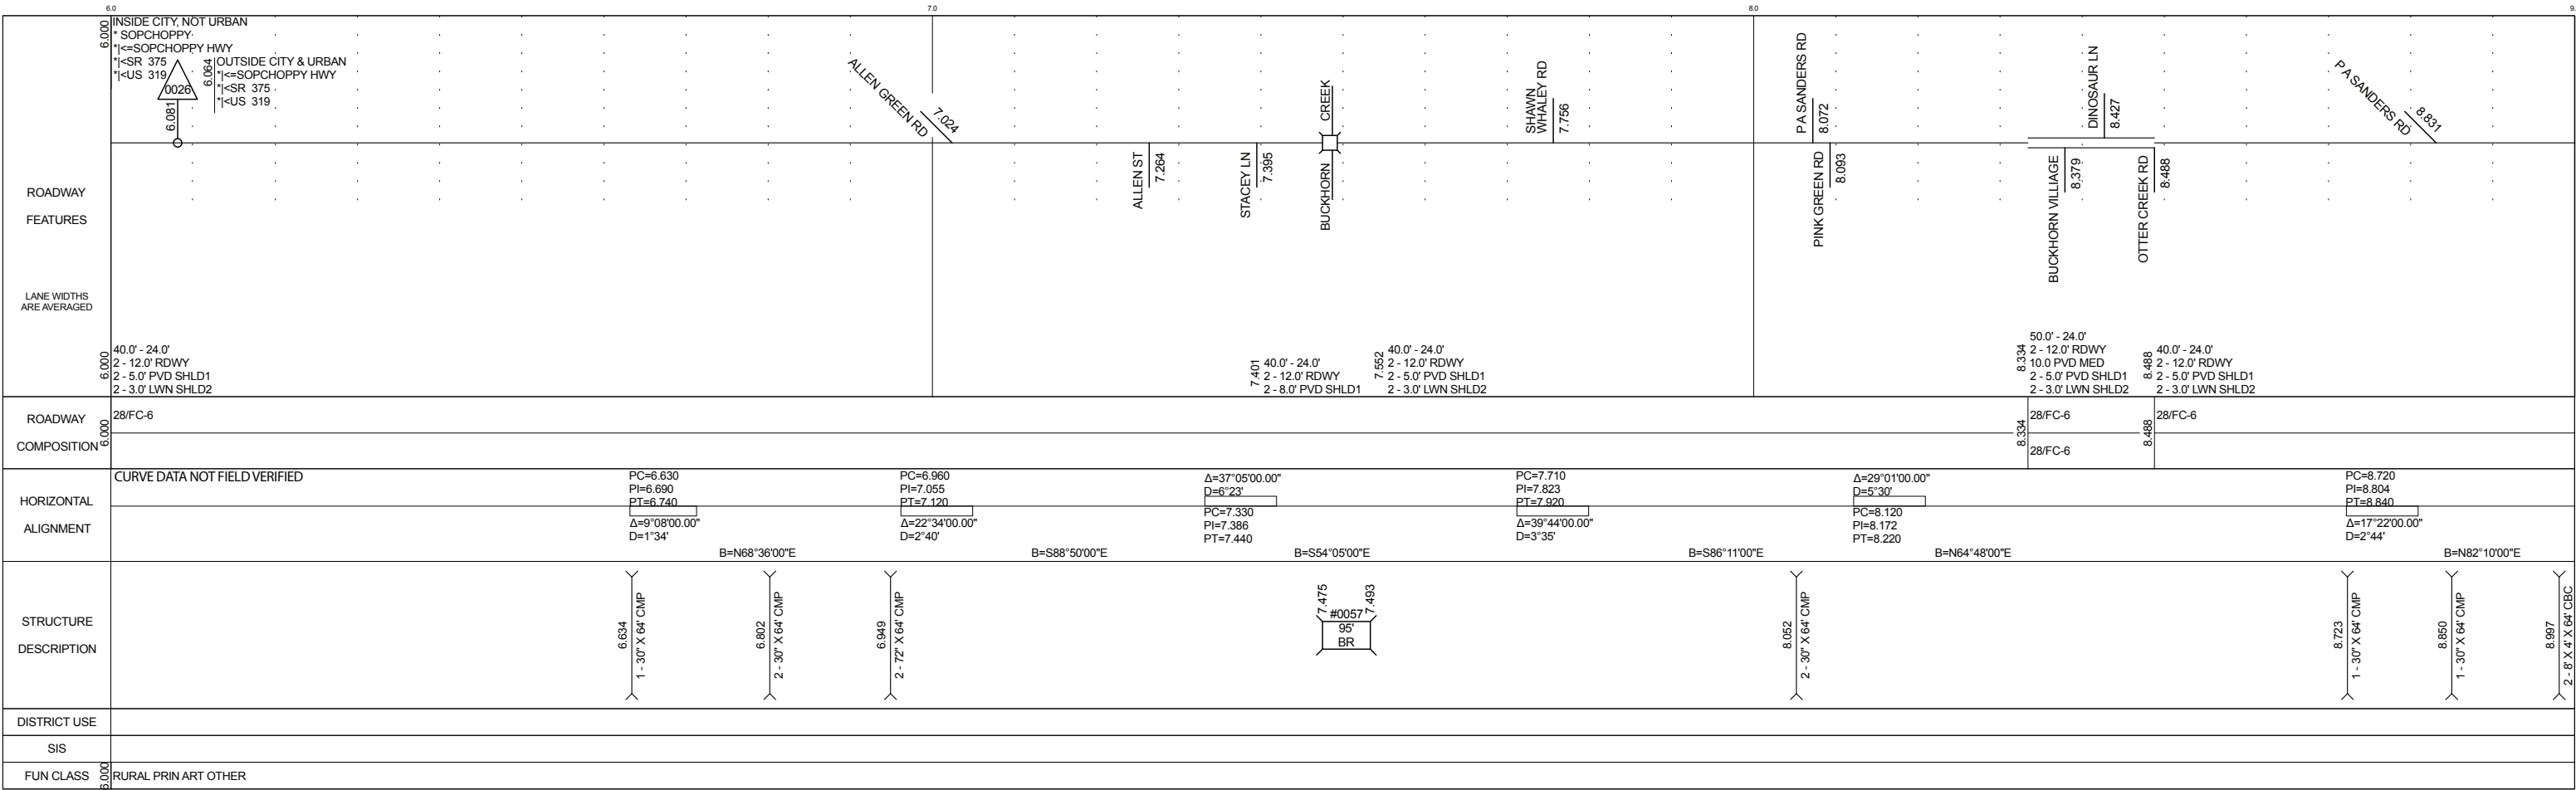 6.0
7.0
8.0
9.
6.000
INSIDE CITY, NOT URBAN
* SOPCHOPPY
*|<=SOPCHOPPY HWY
*|<SR 375
*|<US 319
0026
6.081
6.064
OUTSIDE CITY & URBAN
*|<=SOPCHOPPY HWY
*|<SR 375
*|<US 319
ALLEN GREEN RD
7.024
ALLEN ST
7.264
STACEY LN
7.395
BUCKHORN CREEK
SHAWN
WHALEY RD
7.756
P A SANDERS RD
8.072
PINK GREEN RD
8.093
BUCKHORN VILLIAGE
8.379
DINOSAUR LN
8.427
OTTER CREEK RD
8.488
P A SANDERS RD
8.831
ROADWAY
FEATURES
LANE WIDTHS
ARE AVERAGED
6.000
40.0' - 24.0'
2 - 12.0' RDWY
2 - 5.0' PVD SHLD1
2 - 3.0' LWN SHLD2
7.401
40.0' - 24.0'
2 - 12.0' RDWY
2 - 8.0' PVD SHLD1
7.552
40.0' - 24.0'
2 - 12.0' RDWY
2 - 5.0' PVD SHLD1
2 - 3.0' LWN SHLD2
8.334
50.0' - 24.0'
2 - 12.0' RDWY
10.0 PVD MED
2 - 5.0' PVD SHLD1
2 - 3.0' LWN SHLD2
8.488
40.0' - 24.0'
2 - 12.0' RDWY
2 - 5.0' PVD SHLD1
2 - 3.0' LWN SHLD2
ROADWAY
COMPOSITION
6.000
28/FC-6
8.334
28/FC-6
28/FC-6
8.488
28/FC-6
HORIZONTAL
ALIGNMENT
CURVE DATA NOT FIELD VERIFIED
PC=6.630
PI=6.690
PT=6.740
Δ=9°08'00.00"
D=1°34'
B=N68°36'00"E
PC=6.960
PI=7.055
PT=7.120
Δ=22°34'00.00"
D=2°40'
B=S88°50'00"E
Δ=37°05'00.00"
D=6°23'
PC=7.330
PI=7.386
PT=7.440
B=S54°05'00"E
PC=7.710
PI=7.823
PT=7.920
Δ=39°44'00.00"
D=3°35'
B=S86°11'00"E
Δ=29°01'00.00"
D=5°30'
PC=8.120
PI=8.172
PT=8.220
B=N64°48'00"E
PC=8.720
PI=8.804
PT=8.840
Δ=17°22'00.00"
D=2°44'
B=N82°10'00"E
STRUCTURE
DESCRIPTION
6.634
1 - 30" X 64' CMP
6.802
2 - 30" X 64' CMP
6.949
2 - 72" X 64' CMP
7.475
7.493
#0057
95'
BR
8.052
2 - 30" X 64' CMP
8.723
1 - 30" X 64' CMP
8.850
1 - 30" X 64' CMP
8.997
2 - 8' X 4' X 64' CBC
DISTRICT USE
SIS
FUN CLASS
6.000
RURAL PRIN ART OTHER